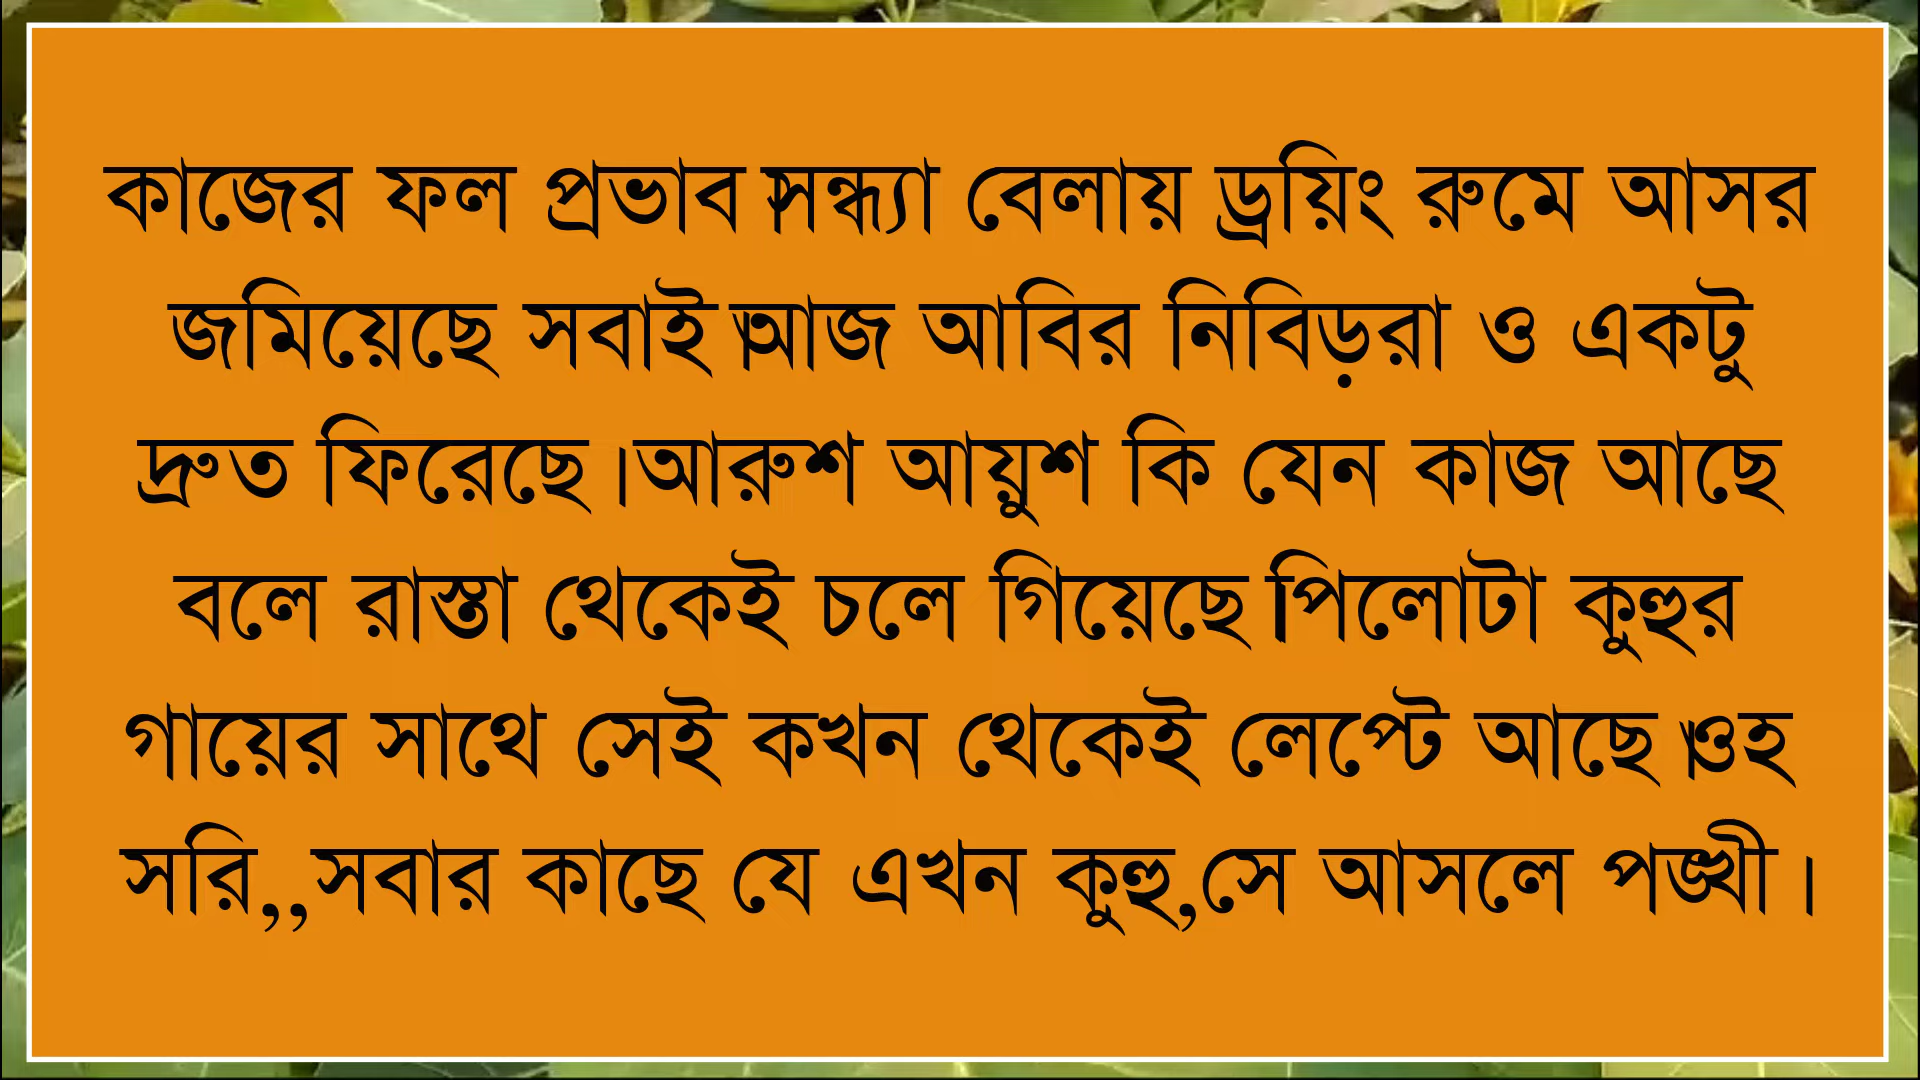 কাজের ফল প্রভাব।সন্ধ্যা বেলায় ড্রয়িং রুমে আসর
জমিয়েছে সবাই।আজ আবির নিবিড়রা ও একটু
দ্রুত ফিরেছে।আরুশ আয়ুশ কি যেন কাজ আছে
বলে রাস্তা থেকেই চলে গিয়েছে।পিলোটা কুহুর
গায়ের সাথে সেই কখন থেকেই লেপ্টে আছে।ওহ
সরি,,সবার কাছে যে এখন কুহু,সে আসলে পঙ্খী।